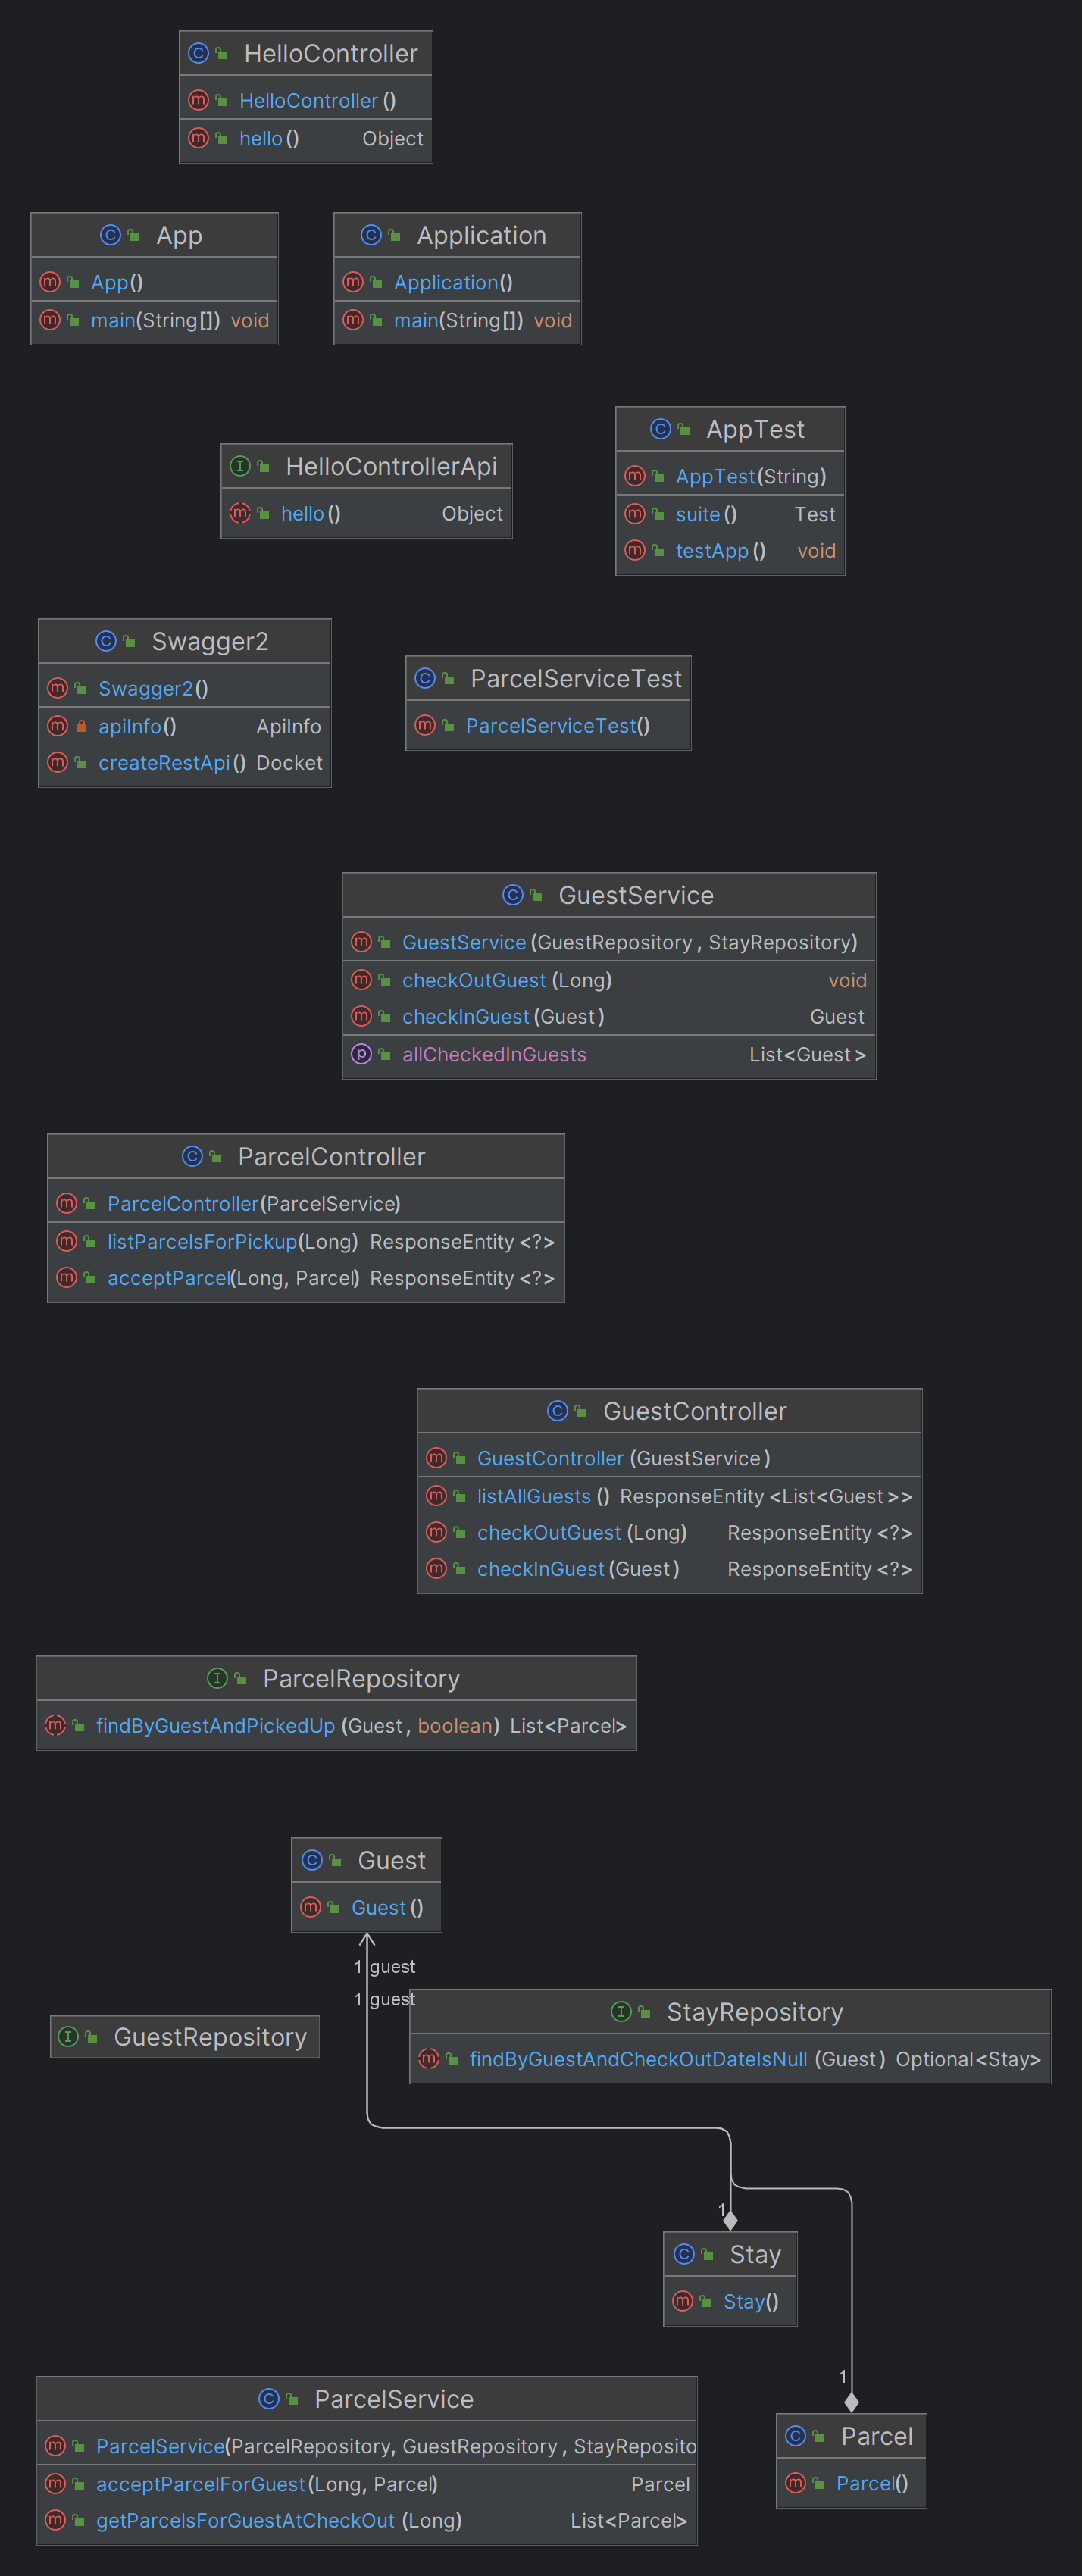 HelloController
HelloController()
hello() Object
App
App()
main(String[]) void
Application
Application()
main(String[]) void
AppTest
AppTest(String)
suite() Test
testApp() void
HelloControllerApi
hello() Object
Swagger2
Swagger2()
apiInfo() ApiInfo
createRestApi() Docket
ParcelServiceTest
ParcelServiceTest()
GuestService
GuestService(GuestRepository, StayRepository)
checkOutGuest(Long) void
checkInGuest(Guest) Guest
allCheckedInGuests List<Guest>
ParcelController
ParcelController(ParcelService)
listParcelsForPickup(Long) ResponseEntity<?>
acceptParcel(Long, Parcel) ResponseEntity<?>
GuestController
GuestController(GuestService)
listAllGuests() ResponseEntity<List<Guest>>
checkOutGuest(Long) ResponseEntity<?>
checkInGuest(Guest) ResponseEntity<?>
ParcelRepository
findByGuestAndPickedUp(Guest, boolean) List<Parcel>
Guest
Guest()
1 guest
1 guest
GuestRepository
StayRepository
findByGuestAndCheckOutDateIsNull(Guest) Optional<Stay>
1
Stay
Stay()
1
Parcel
Parcel()
ParcelService
ParcelService(ParcelRepository, GuestRepository, StayReposito
acceptParcelForGuest(Long, Parcel) Parcel
getParcelsForGuestAtCheckOut(Long) List<Parcel>